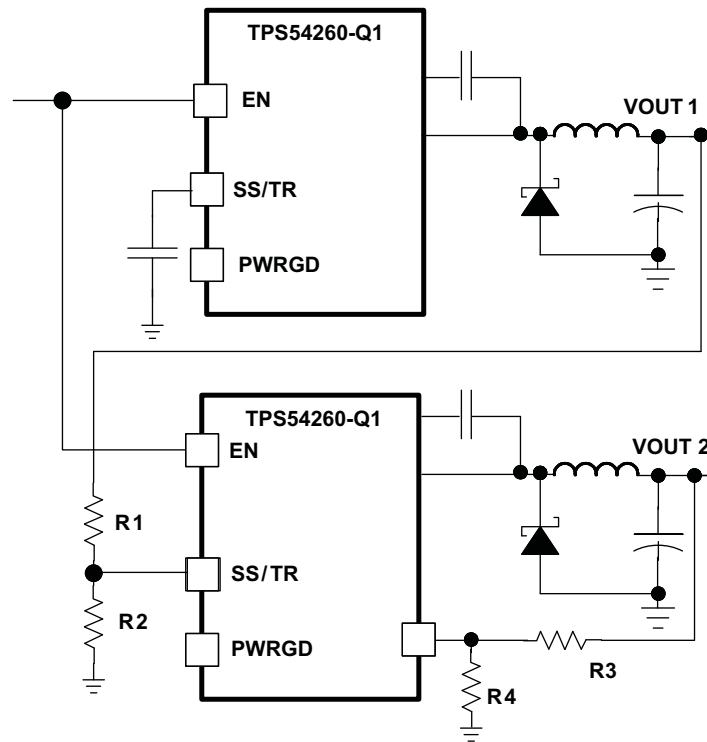 TPS54260-Q1
EN
VOUT 1
SS/TR
PWRGD
TPS54260-Q1
EN
VOUT 2
R1
SS/TR
R2
PWRGD
R3
R4